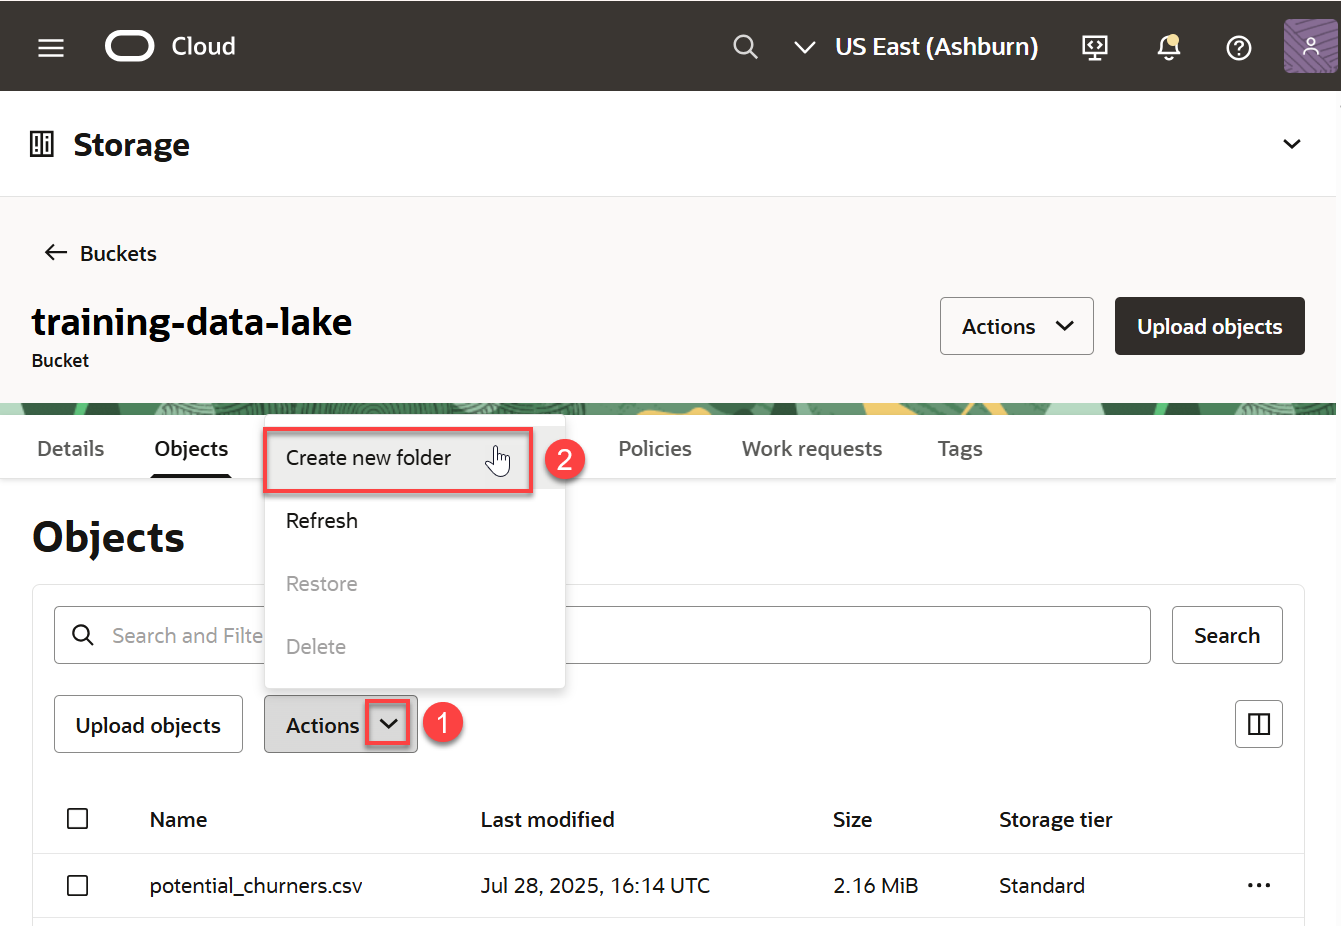 Cloud
US East (Ashburn)
Storage
Buckets
training-data-lake
Bucket
Actions
Upload objects
Details
Objects
Create new folder
2
Policies
Work requests
Tags
Refresh
Restore
Delete
Objects
Search and Filte
Search
Upload objects
Actions
1
Name
Last modified
Size
Storage tier
potential_churners.csv
Jul 28, 2025, 16:14 UTC
2.16 MiB
Standard